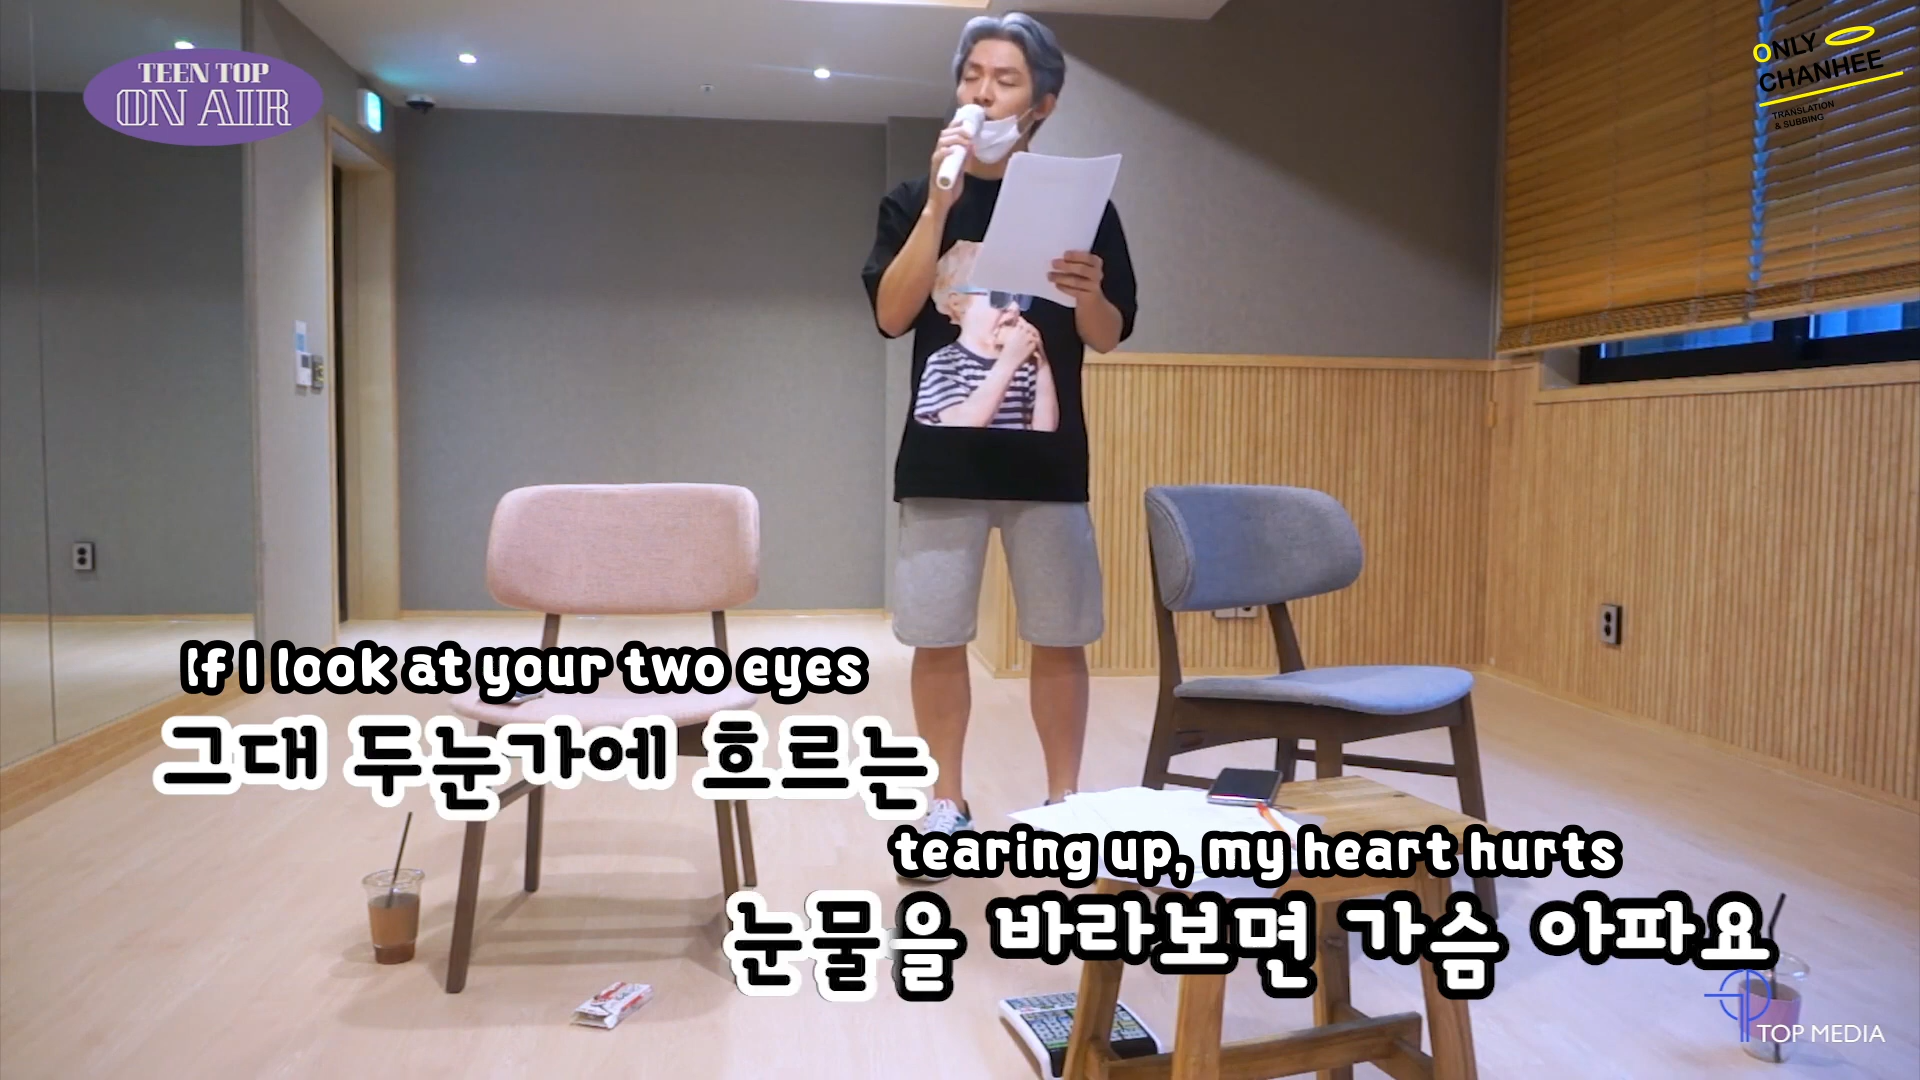 TEEN TOP
ON AIR
ONLY
CHANHEE
TRANSLATION
& SUBBING
If I look at your two eyes
그대 두눈가에 흐르는
tearing up, my heart hurts
눈물을 바라보면 가슴 아파요
TOP MEDIA